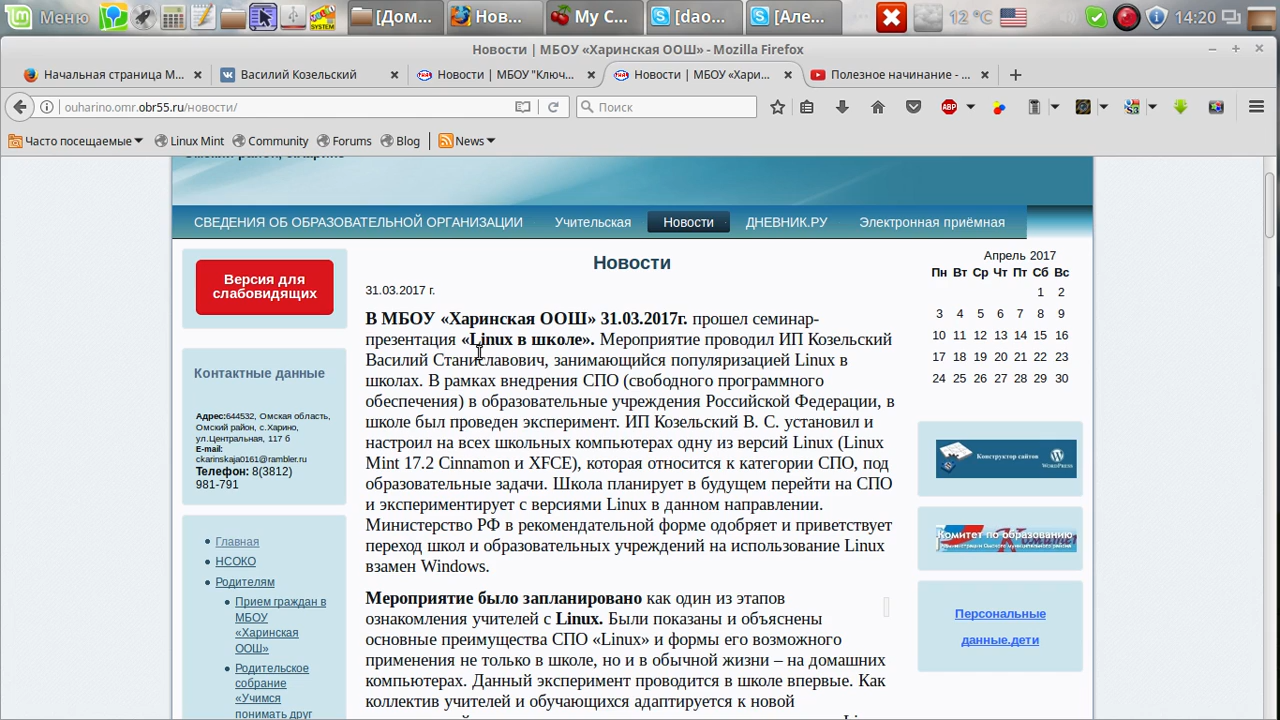 Меню
[Дом...
Нов...
My C...
[dao...
[Але...
12 °C
14:20
Новости | МБОУ «Харинская ООШ» - Mozilla Firefox
Начальная страница M...
Василий Козельский
Новости | МБОУ "Ключ...
Новости | МБОУ «Хари...
Полезное начинание - ...
ouharino.omr.obr55.ru/новости/
Поиск
ABP
Часто посещаемые
Linux Mint
Community
Forums
Blog
News
СВЕДЕНИЯ ОБ ОБРАЗОВАТЕЛЬНОЙ ОРГАНИЗАЦИИ
Учительская
Новости
ДНЕВНИК.РУ
Электронная приёмная
Версия для
слабовидящих
Контактные данные
Адрес:644532, Омская область,
Омский район, с.Харино,
ул.Центральная, 117 б
E-mail:
ckarinskaja0161@rambler.ru
Телефон: 8(3812)
981-791
Главная
НСОКО
Родителям
Прием граждан в
МБОУ
«Харинская
ООШ»
Родительское
собрание
«Учимся
понимать друг
Новости
31.03.2017 г.
В МБОУ «Харинская ООШ» 31.03.2017г. прошел семинар-
презентация «Linux в школе». Мероприятие проводил ИП Козельский
Василий Станиславович, занимающийся популяризацией Linux в
школах. В рамках внедрения СПО (свободного программного
обеспечения) в образовательные учреждения Российской Федерации, в
школе был проведен эксперимент. ИП Козельский В. С. установил и
настроил на всех школьных компьютерах одну из версий Linux (Linux
Mint 17.2 Cinnamon и XFCE), которая относится к категории СПО, под
образовательные задачи. Школа планирует в будущем перейти на СПО
и экспериментирует с версиями Linux в данном направлении.
Министерство РФ в рекомендательной форме одобряет и приветствует
переход школ и образовательных учреждений на использование Linux
взамен Windows.
Мероприятие было запланировано как один из этапов
ознакомления учителей с Linux. Были показаны и объяснены
основные преимущества СПО «Linux» и формы его возможного
применения не только в школе, но и в обычной жизни – на домашних
компьютерах. Данный эксперимент проводится в школе впервые. Как
коллектив учителей и обучающихся адаптируется к новой
Апрель 2017
Пн Вт Ср Чт Пт Сб Вс
1 2
3 4 5 6 7 8 9
10 11 12 13 14 15 16
17 18 19 20 21 22 23
24 25 26 27 28 29 30
Конструктор сайтов
WORDPRESS
Комитет по образованию
Персональные
данные.дети